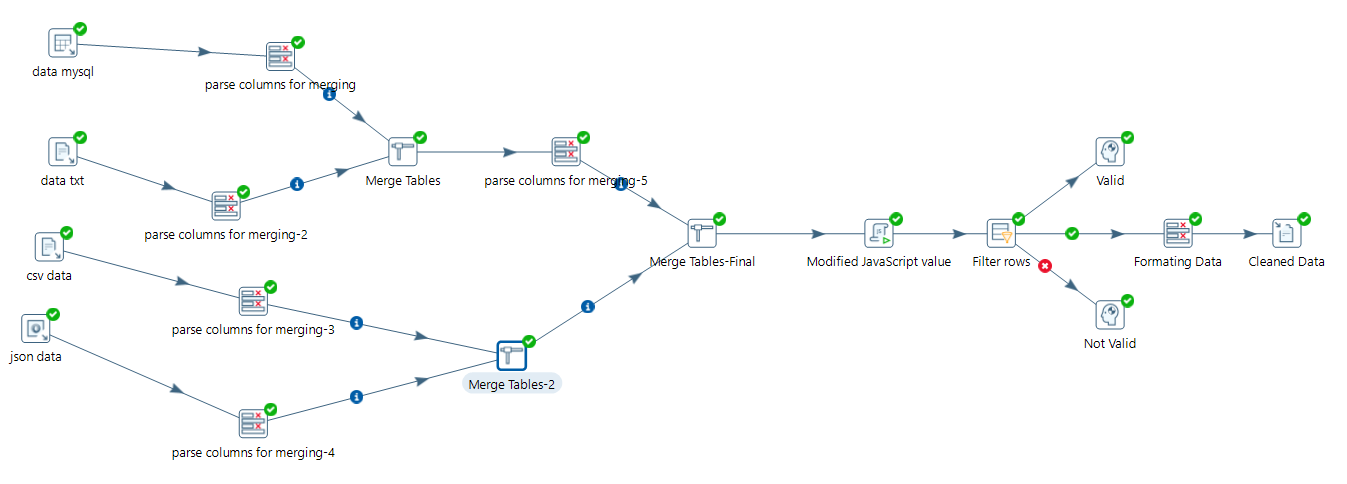 data mysql
parse columns for merging
data txt
Merge Tables
parse columns for merging-5
Valid
parse columns for merging-2
csv data
Merge Tables-Final
Modified JavaScript value
Filter rows
Formating Data
Cleaned Data
parse columns for merging-3
json data
Not Valid
Merge Tables-2
parse columns for merging-4